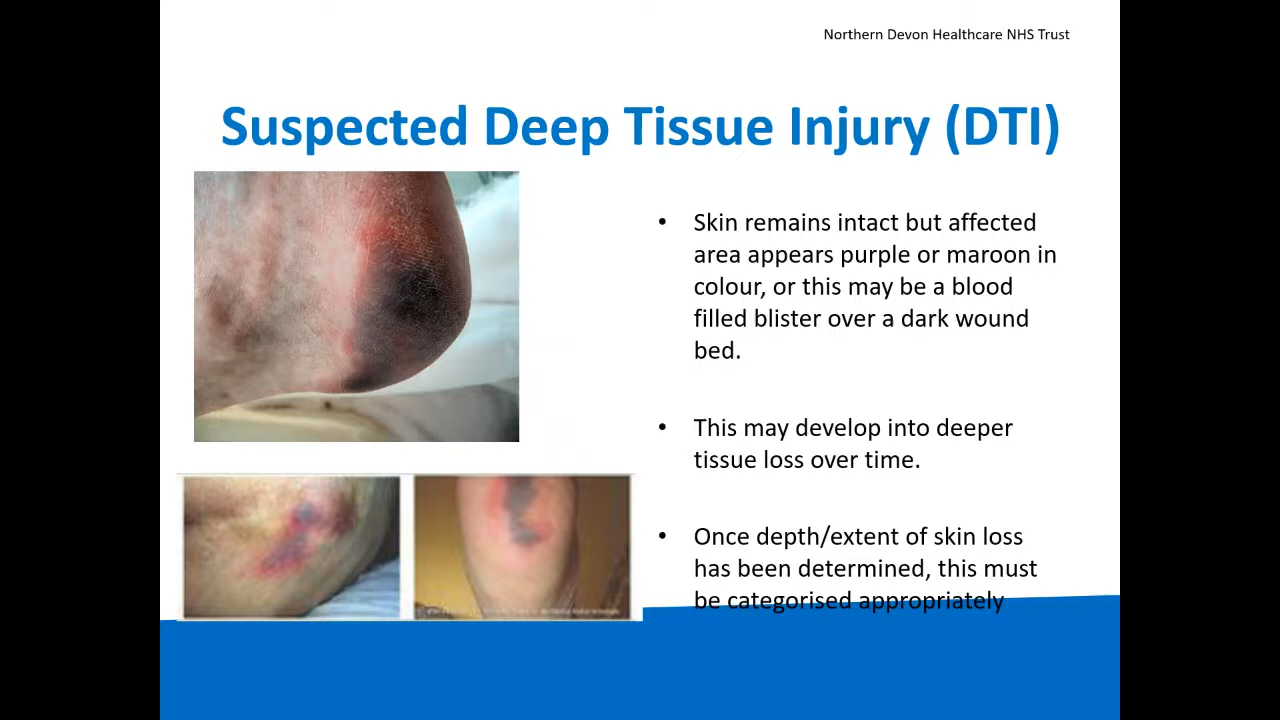 Northern Devon Healthcare NHS Trust
Suspected Deep Tissue Injury (DTI)
• Skin remains intact but affected
area appears purple or maroon in
colour, or this may be a blood
filled blister over a dark wound
bed.
• This may develop into deeper
tissue loss over time.
• Once depth/extent of skin loss
has been determined, this must
be categorised appropriately